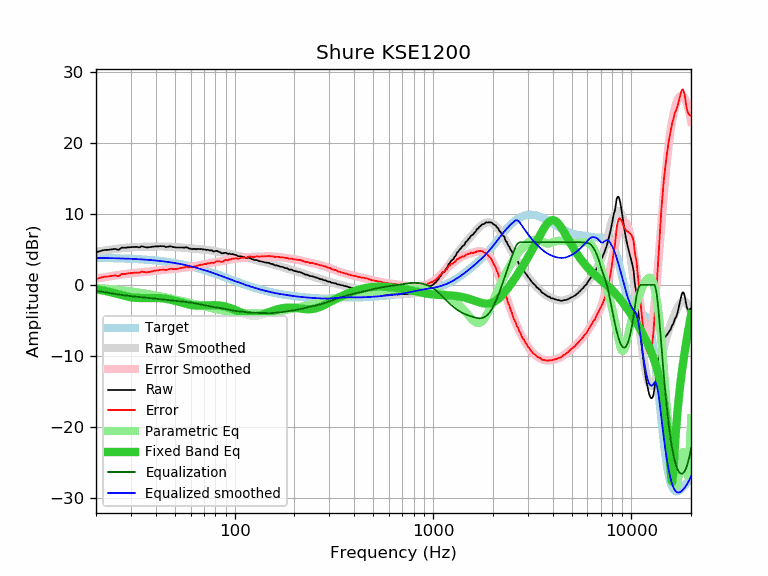 Shure KSE1200
Amplitude (dBr)
30
20
10
0
−10
−20
−30
Target
Raw Smoothed
Error Smoothed
Raw
Error
Parametric Eq
Fixed Band Eq
Equalization
Equalized smoothed
100
1000
10000
Frequency (Hz)